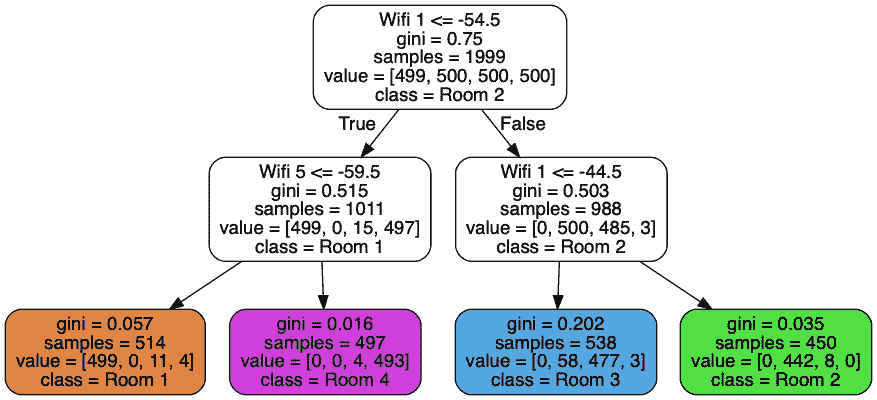 Wifi 1 <= -54.5
gini = 0.75
samples = 1999
value = [499, 500, 500, 500]
class = Room 2
True
False
Wifi 5 <= -59.5
gini = 0.515
samples = 1011
value = [499, 0, 15, 497]
class = Room 1
Wifi 1 <= -44.5
gini = 0.503
samples = 988
value = [0, 500, 485, 3]
class = Room 2
gini = 0.057
samples = 514
value = [499, 0, 11, 4]
class = Room 1
gini = 0.016
samples = 497
value = [0, 0, 4, 493]
class = Room 4
gini = 0.202
samples = 538
value = [0, 58, 477, 3]
class = Room 3
gini = 0.035
samples = 450
value = [0, 442, 8, 0]
class = Room 2